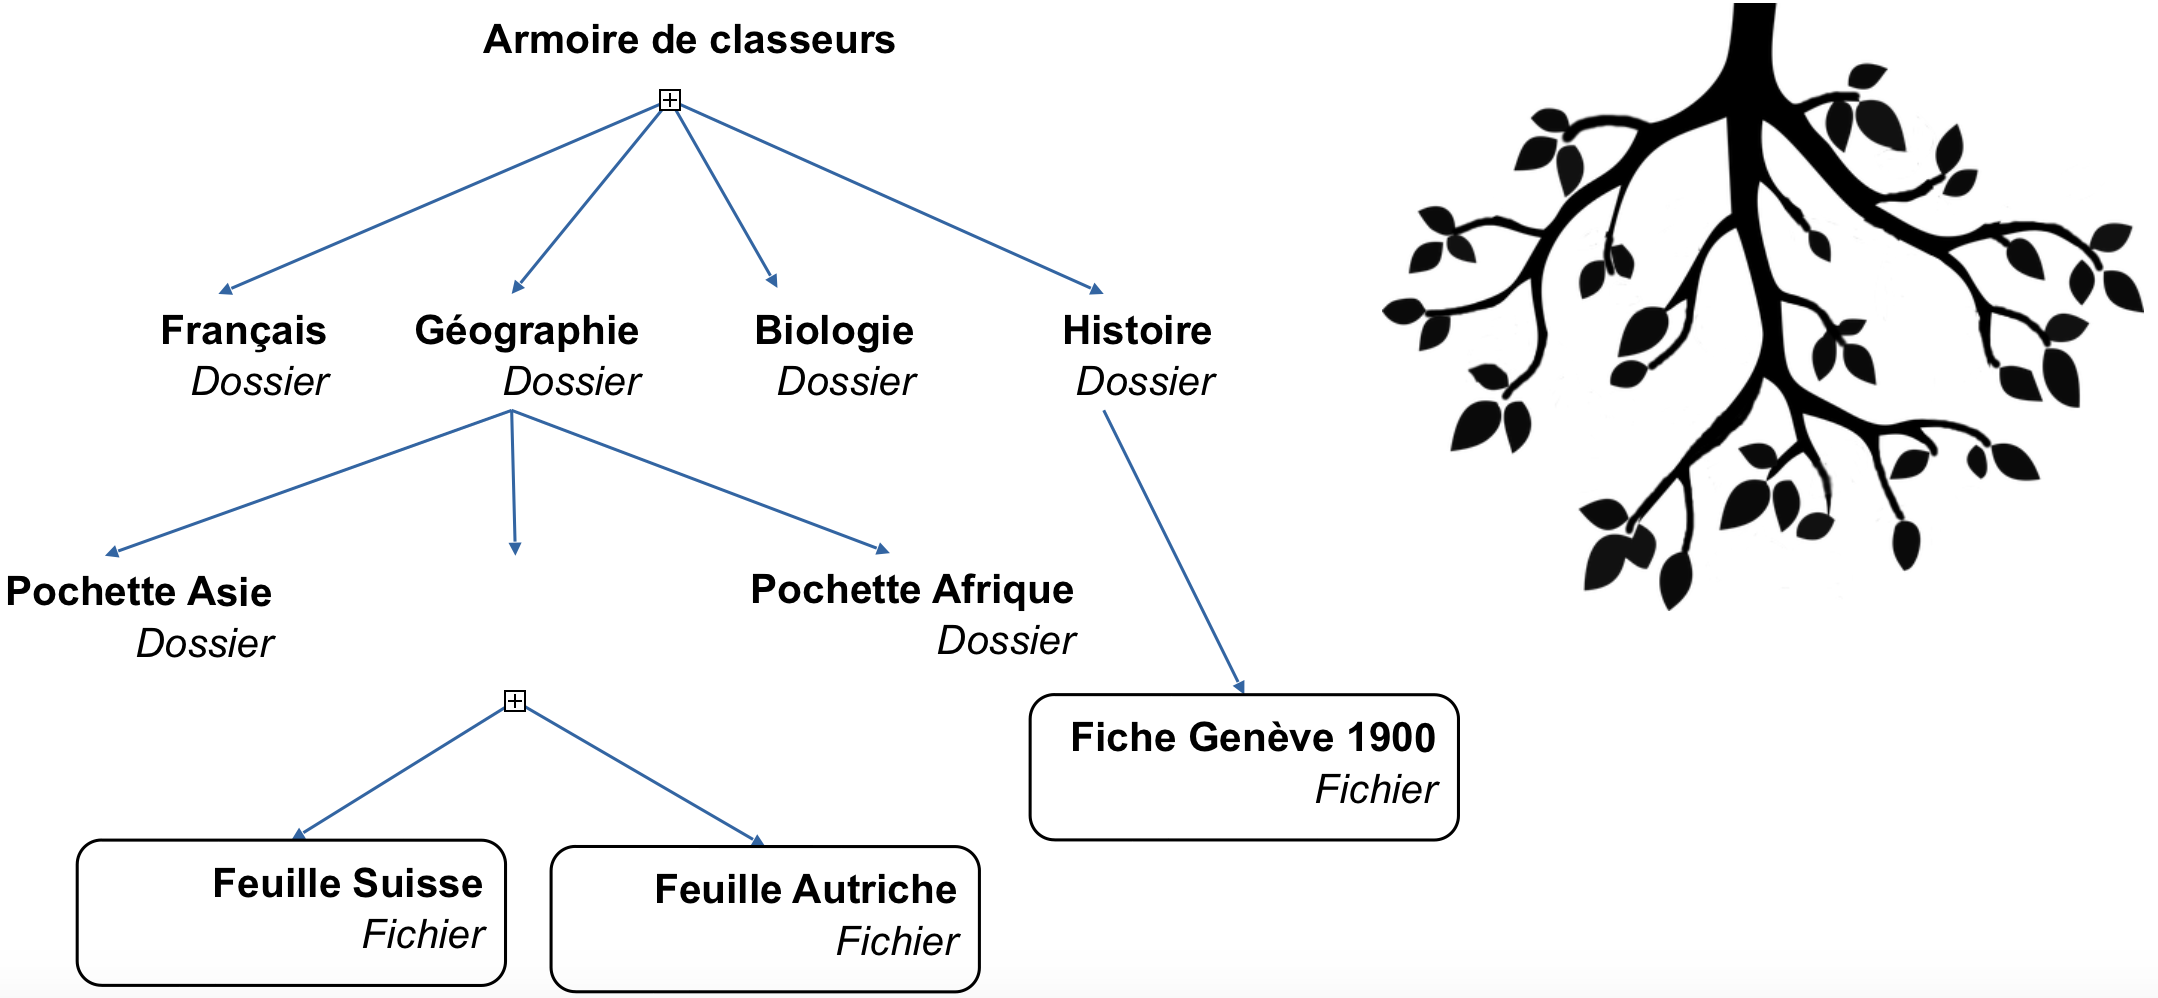 Armoire de classeurs
Français
Dossier
Géographie
Dossier
Biologie
Dossier
Histoire
Dossier
Pochette Asie
Dossier
Pochette Afrique
Dossier
Fiche Genève 1900
Fichier
Feuille Suisse
Fichier
Feuille Autriche
Fichier